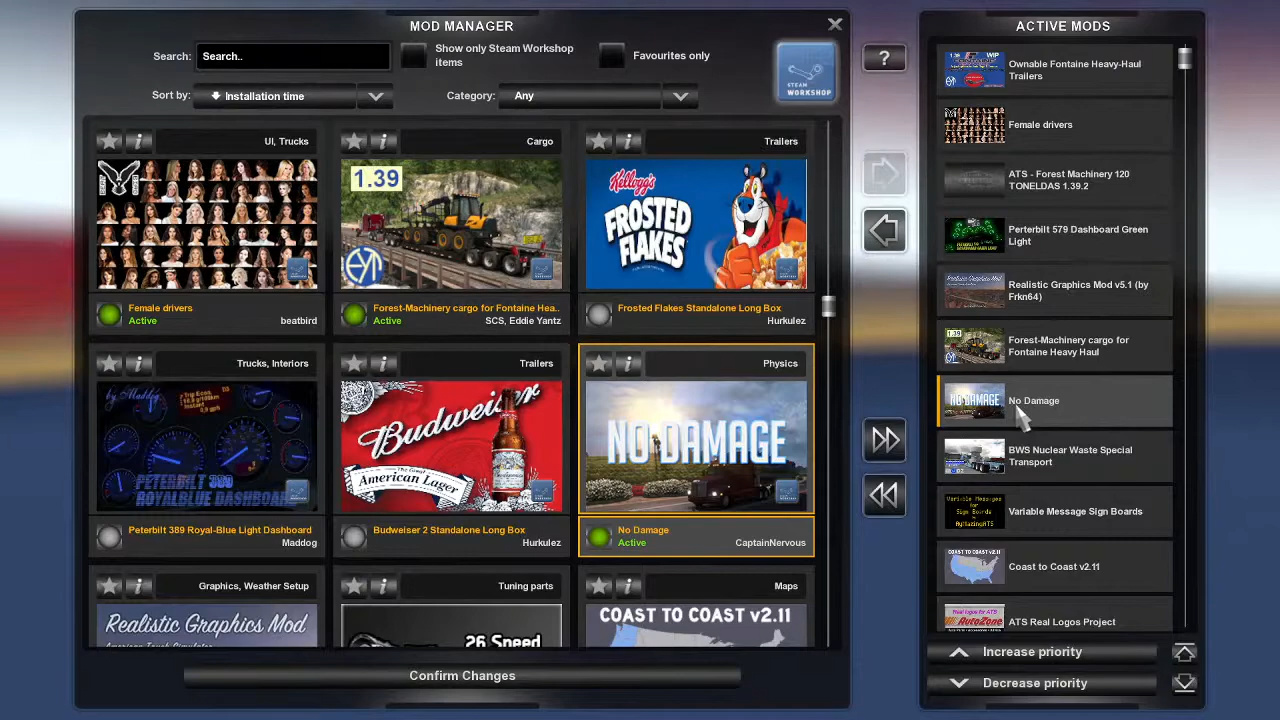 MOD MANAGER
Search:
Search..
Show only Steam Workshop
items
Favourites only
STEAM
WORKSHOP
Sort by:
Installation time
Category:
Any
UI, Trucks
Cargo
Trailers
1.39
Kellogg's
FROSTED
FLAKES
Female drivers
Active
beatbird
Forest-Machinery cargo for Fontaine Hea..
Active
SCS, Eddie Yantz
Frosted Flakes Standalone Long Box
Hurkulez
Trucks, Interiors
Trailers
Physics
by Maddog
PETERBILT 389
ROYALBLUE DASHBOARD
Budweiser
The Great
American Lager
NO DAMAGE
Peterbilt 389 Royal-Blue Light Dashboard
Maddog
Budweiser 2 Standalone Long Box
Hurkulez
No Damage
Active
CaptainNervous
Graphics, Weather Setup
Tuning parts
Maps
Realistic Graphics Mod
26 Speed
COAST TO COAST v2.11
Confirm Changes
?
ACTIVE MODS
Ownable Fontaine Heavy-Haul
Trailers
Female drivers
ATS - Forest Machinery 120
TONELDAS 1.39.2
Perterbilt 579 Dashboard Green
Light
Realistic Graphics Mod v5.1 (by
Frkn64)
Forest-Machinery cargo for
Fontaine Heavy Haul
No Damage
BWS Nuclear Waste Special
Transport
Variable Message Sign Boards
Coast to Coast v2.11
ATS Real Logos Project
Increase priority
Decrease priority